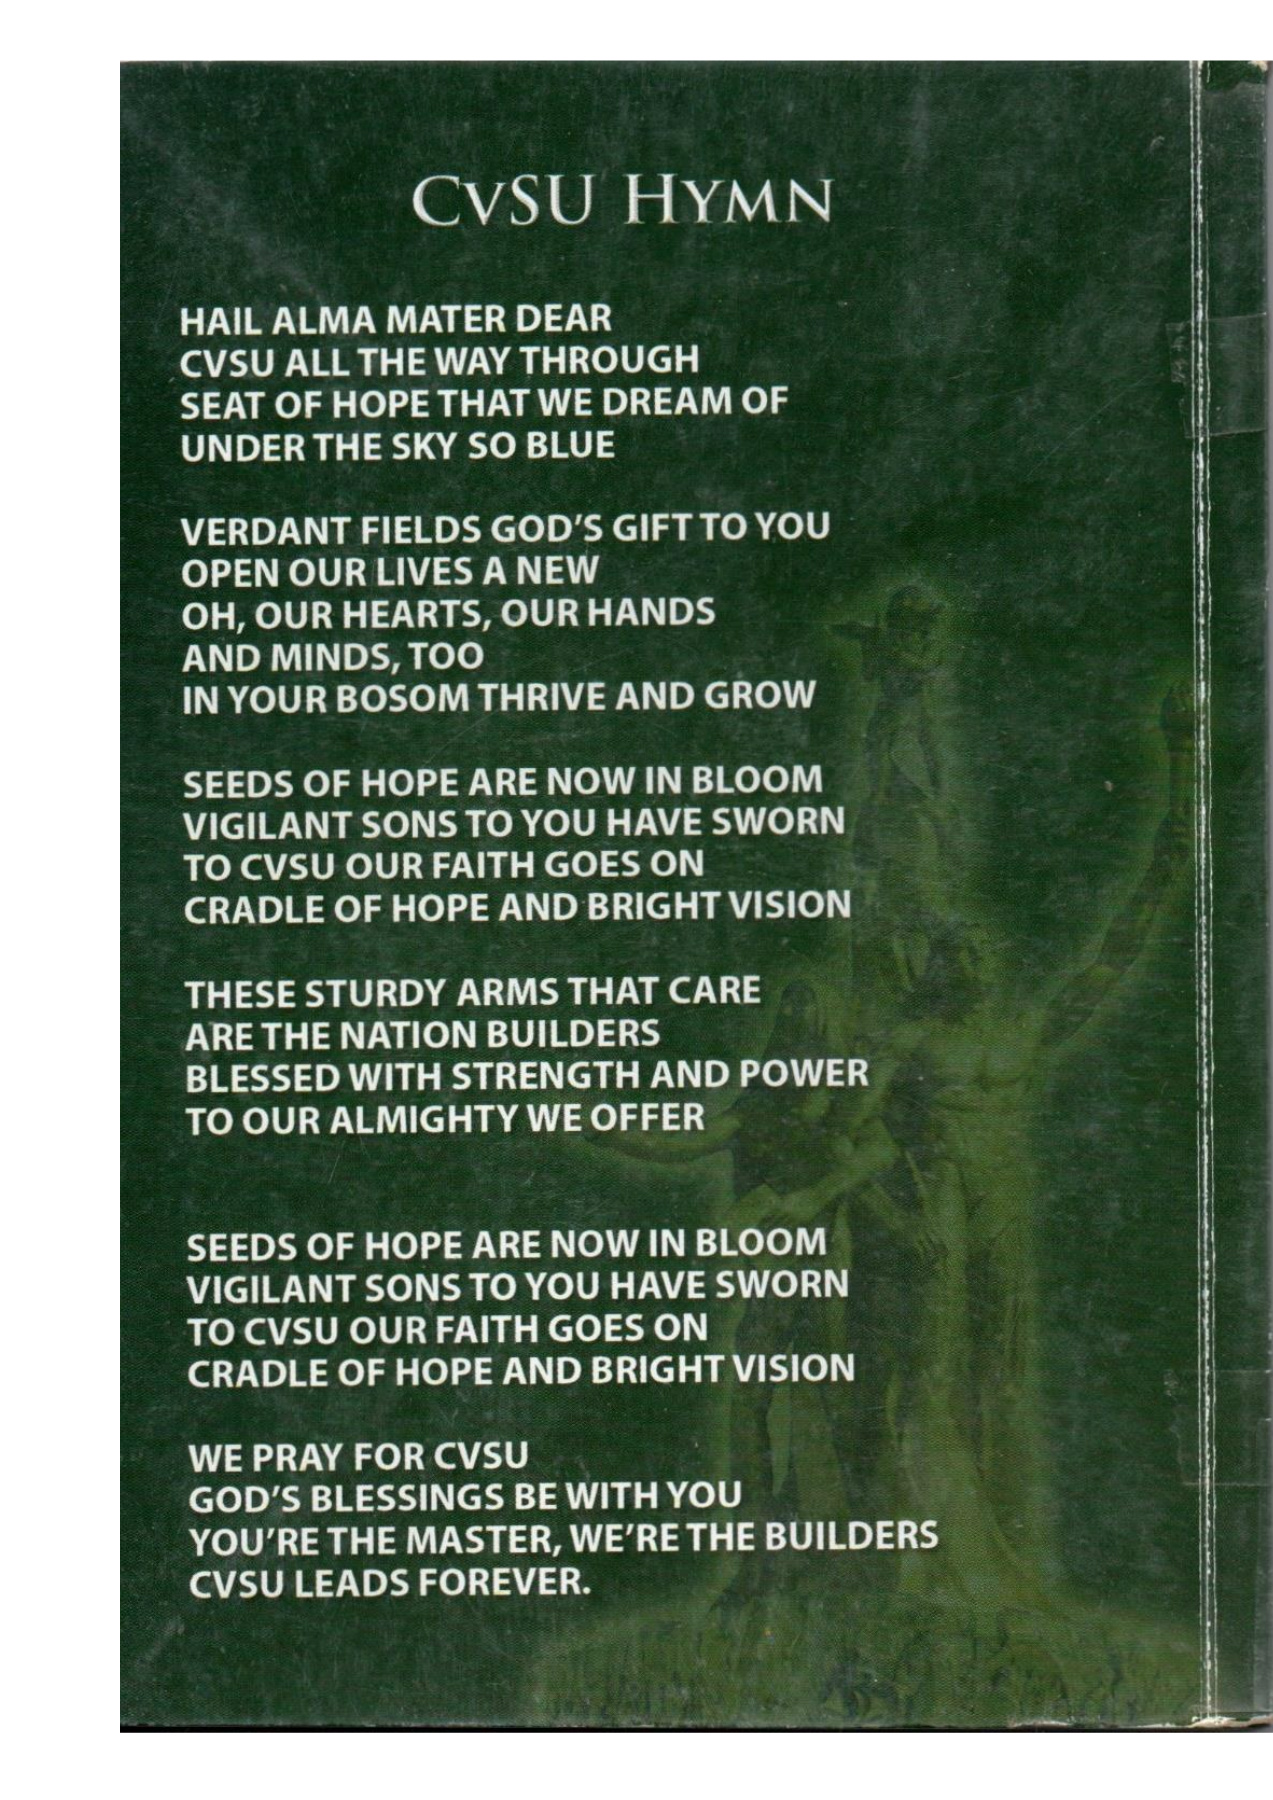 CvSU Hymn
HAIL ALMA MATER DEAR
CVSU ALL THE WAY THROUGH
SEAT OF HOPE THAT WE DREAM OF
UNDER THE SKY SO BLUE
VERDANT FIELDS GOD'S GIFT TO YOU
OPEN OUR LIVES A NEW
OH, OUR HEARTS, OUR HANDS
AND MINDS, TOO
IN YOUR BOSOM THRIVE AND GROW
SEEDS OF HOPE ARE NOW IN BLOOM
VIGILANT SONS TO YOU HAVE SWORN
TO CVSU OUR FAITH GOES ON
CRADLE OF HOPE AND BRIGHT VISION
THESE STURDY ARMS THAT CARE
ARE THE NATION BUILDERS
BLESSED WITH STRENGTH AND POWER
TO OUR ALMIGHTY WE OFFER
SEEDS OF HOPE ARE NOW IN BLOOM
VIGILANT SONS TO YOU HAVE SWORN
TO CVSU OUR FAITH GOES ON
CRADLE OF HOPE AND BRIGHT VISION
WE PRAY FOR CVSU
GOD'S BLESSINGS BE WITH YOU
YOU'RE THE MASTER, WE'RE THE BUILDERS
CVSU LEADS FOREVER.